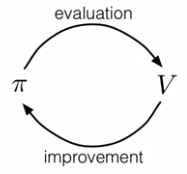 evaluation
π V
improvement